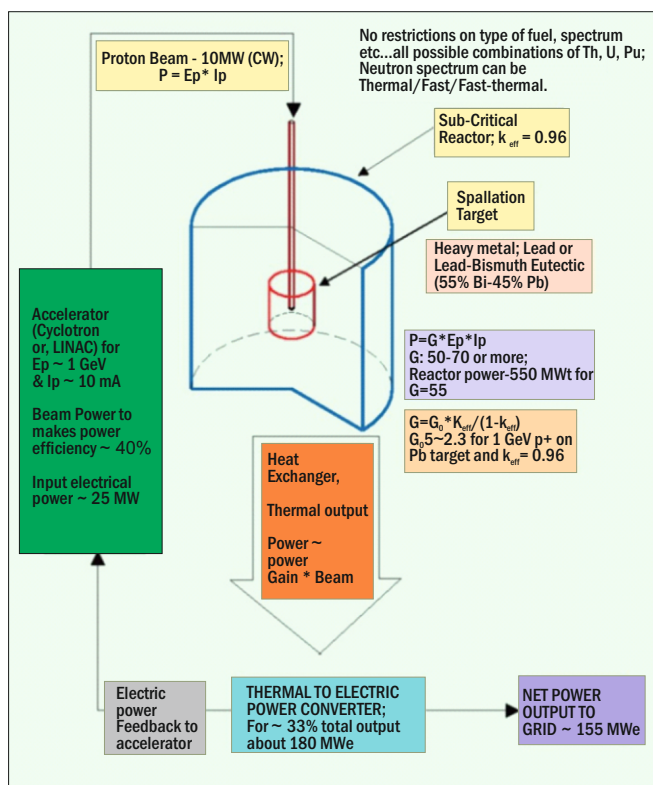 Proton Beam - 10MW (CW);
P = Ep* Ip
No restrictions on type of fuel, spectrum
etc...all possible combinations of Th, U, Pu;
Neutron spectrum can be
Thermal/Fast/Fast-thermal.
Sub-Critical
Reactor; k eff = 0.96
Spallation
Target
Heavy metal; Lead or
Lead-Bismuth Eutectic
(55% Bi-45% Pb)
Accelerator
(Cyclotron
or, LINAC) for
Ep ~ 1 GeV
& Ip ~ 10 mA
Beam Power to
makes power
efficiency ~ 40%
Input electrical
power ~ 25 MW
P=G*Ep*Ip
G: 50-70 or more;
Reactor power-550 MWt for
G=55
G=G₀*Keff/(1-keff)
G₀5~2.3 for 1 GeV p+ on
Pb target and keff = 0.96
Heat
Exchanger,
Thermal output
Power ~
power
Gain * Beam
Electric
power
Feedback to
accelerator
THERMAL TO ELECTRIC
POWER CONVERTER;
For ~ 33% total output
about 180 MWe
NET POWER
OUTPUT TO
GRID ~ 155 MWe